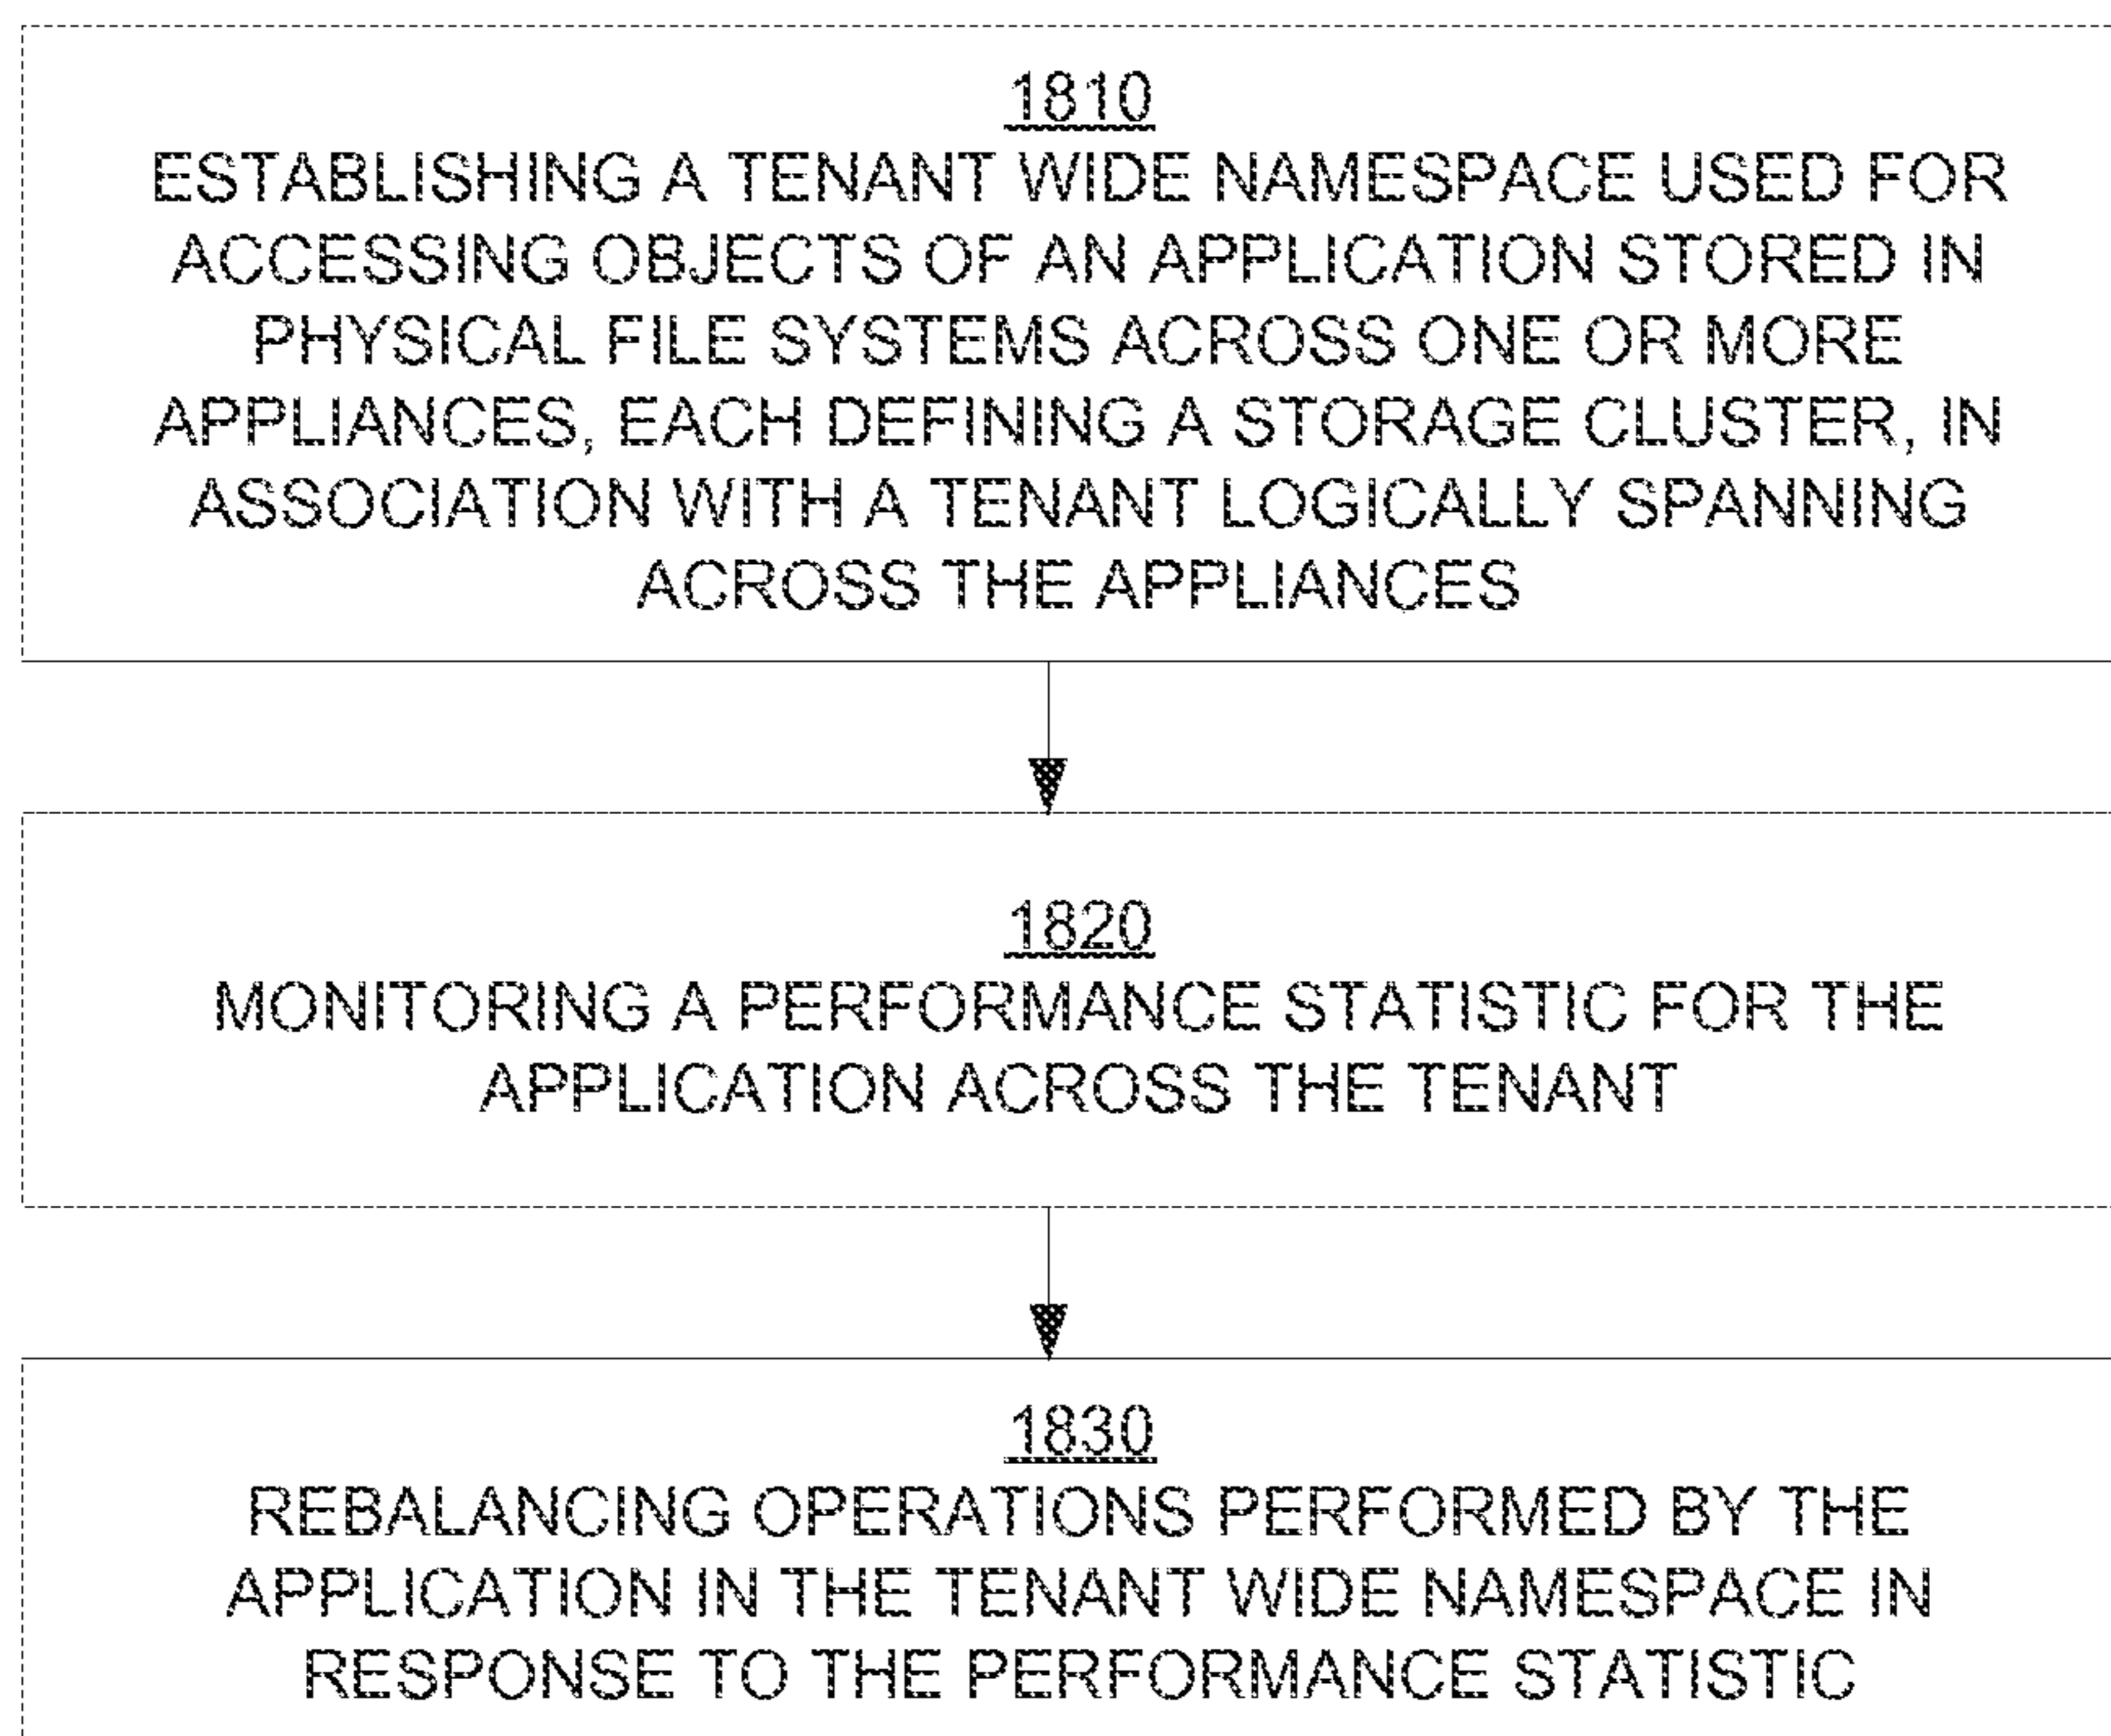 1810
ESTABLISHING A TENANT WIDE NAMESPACE USED FOR
ACCESSING OBJECTS OF AN APPLICATION STORED IN
PHYSICAL FILE SYSTEMS ACROSS ONE OR MORE
APPLIANCES, EACH DEFINING A STORAGE CLUSTER, IN
ASSOCIATION WITH A TENANT LOGICALLY SPANNING
ACROSS THE APPLIANCES
1820
MONITORING A PERFORMANCE STATISTIC FOR THE
APPLICATION ACROSS THE TENANT
1830
REBALANCING OPERATIONS PERFORMED BY THE
APPLICATION IN THE TENANT WIDE NAMESPACE IN
RESPONSE TO THE PERFORMANCE STATISTIC